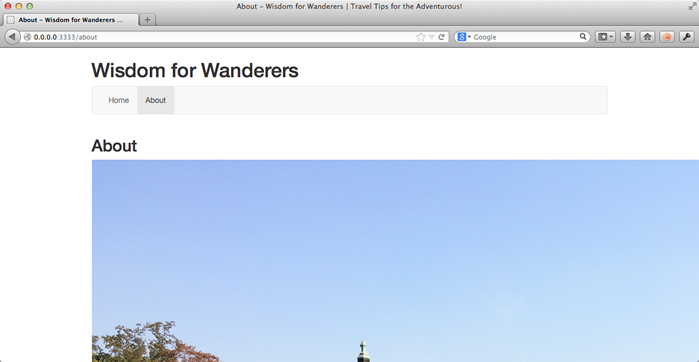 About – Wisdom for Wanderers | Travel Tips for the Adventurous!
About – Wisdom for Wanderers ...
0.0.0.0:3333/about
Google
Wisdom for Wanderers
Home About
About